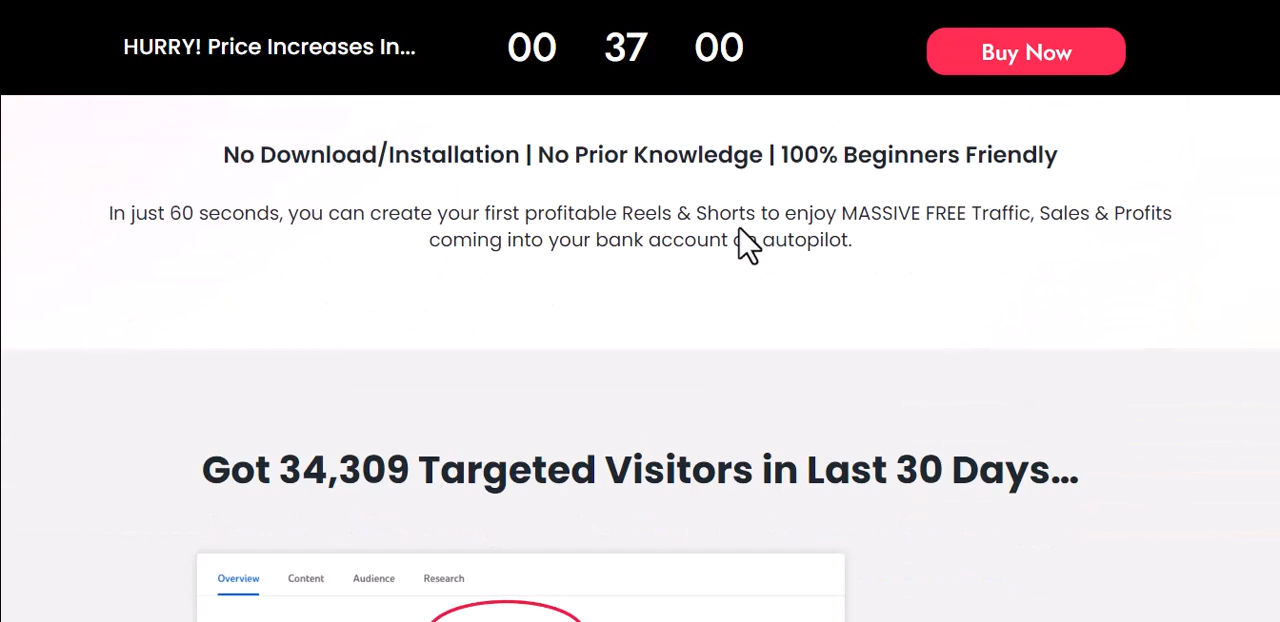 HURRY! Price Increases In... 00 37 00 Buy Now
No Download/Installation | No Prior Knowledge | 100% Beginners Friendly
In just 60 seconds, you can create your first profitable Reels & Shorts to enjoy MASSIVE FREE Traffic, Sales & Profits
coming into your bank account autopilot.
Got 34,309 Targeted Visitors in Last 30 Days...
Overview Content Audience Research